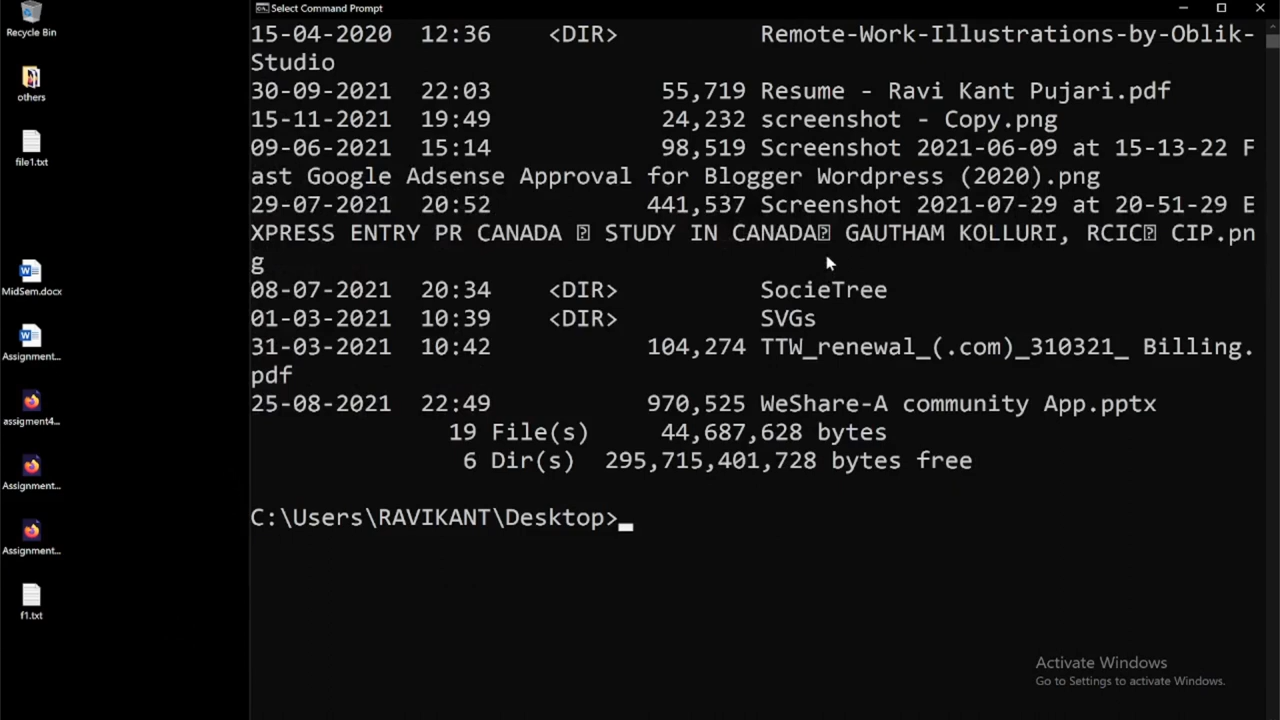 Select Command Prompt
Recycle Bin
others
file1.txt
MidSem.docx
Assignment...
assigment4...
Assignment...
Assignment...
f1.txt
15-04-2020 12:36 <DIR> Remote-Work-Illustrations-by-Oblik-
Studio
30-09-2021 22:03 55,719 Resume - Ravi Kant Pujari.pdf
15-11-2021 19:49 24,232 screenshot - Copy.png
09-06-2021 15:14 98,519 Screenshot 2021-06-09 at 15-13-22 F
ast Google Adsense Approval for Blogger Wordpress (2020).png
29-07-2021 20:52 441,537 Screenshot 2021-07-29 at 20-51-29 E
XPRESS ENTRY PR CANADA � STUDY IN CANADA� GAUTHAM KOLLURI, RCIC� CIP.pn
g
08-07-2021 20:34 <DIR> SocieTree
01-03-2021 10:39 <DIR> SVGs
31-03-2021 10:42 104,274 TTW_renewal_(.com)_310321_ Billing.
pdf
25-08-2021 22:49 970,525 WeShare-A community App.pptx
19 File(s) 44,687,628 bytes
6 Dir(s) 295,715,401,728 bytes free
C:\Users\RAVIKANT\Desktop>
Activate Windows
Go to Settings to activate Windows.